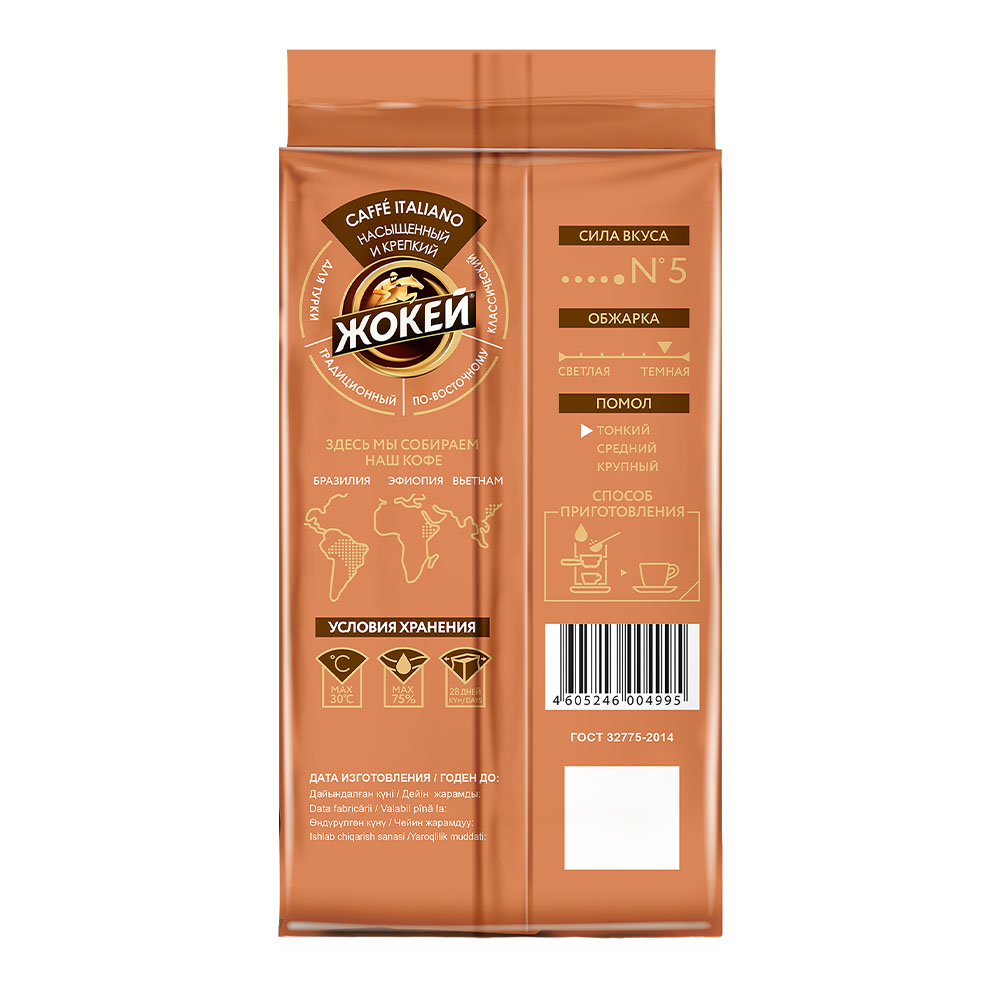 CAFFÉ ITALIANO
НАСЫЩЕННЫЙ
И КРЕПКИЙ
ДЛЯ ТУРКИ
КЛАССИЧЕСКИЙ
ЖОКЕЙ®
ТРАДИЦИОННЫЙ
ПО-ВОСТОЧНОМУ
ЗДЕСЬ МЫ СОБИРАЕМ
НАШ КОФЕ
БРАЗИЛИЯ ЭФИОПИЯ ВЬЕТНАМ
УСЛОВИЯ ХРАНЕНИЯ
°C
MAX
30°C
MAX
75%
28 ДНЕЙ
КҮН/DAYS
ДАТА ИЗГОТОВЛЕНИЯ / ГОДЕН ДО:
Дайындалған күні / Дейін жарамды:
Data fabricării / Valabil pînă la:
Өндүрүлгөн күнү / Чейин жарамдуу:
Ishlab chiqarish sanasi /Yaroqlilik muddati:
СИЛА ВКУСА
N°5
ОБЖАРКА
СВЕТЛАЯ ТЕМНАЯ
ПОМОЛ
ТОНКИЙ
СРЕДНИЙ
КРУПНЫЙ
СПОСОБ
ПРИГОТОВЛЕНИЯ
4 605246 004995
ГОСТ 32775-2014